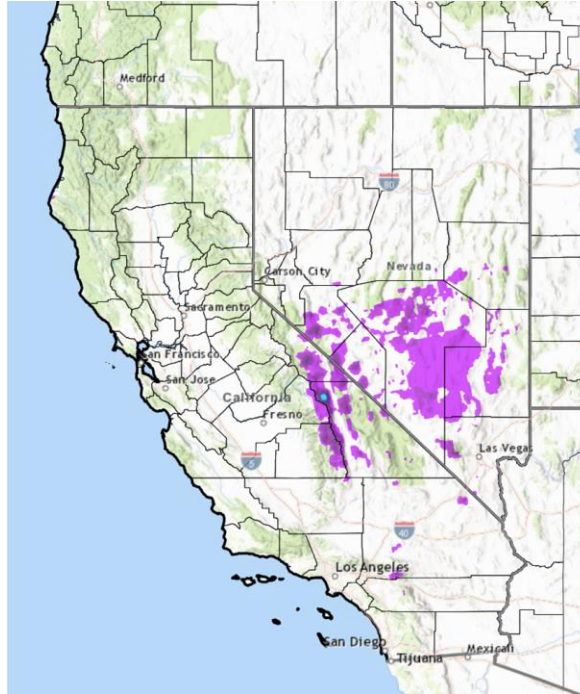 Medford
80
Nevada
Carson City
Sacramento
San Francisco
San Jose
California
Fresno
5
Las Vegas
40
Los Angeles
San Diego
Tijuana
Mexicali